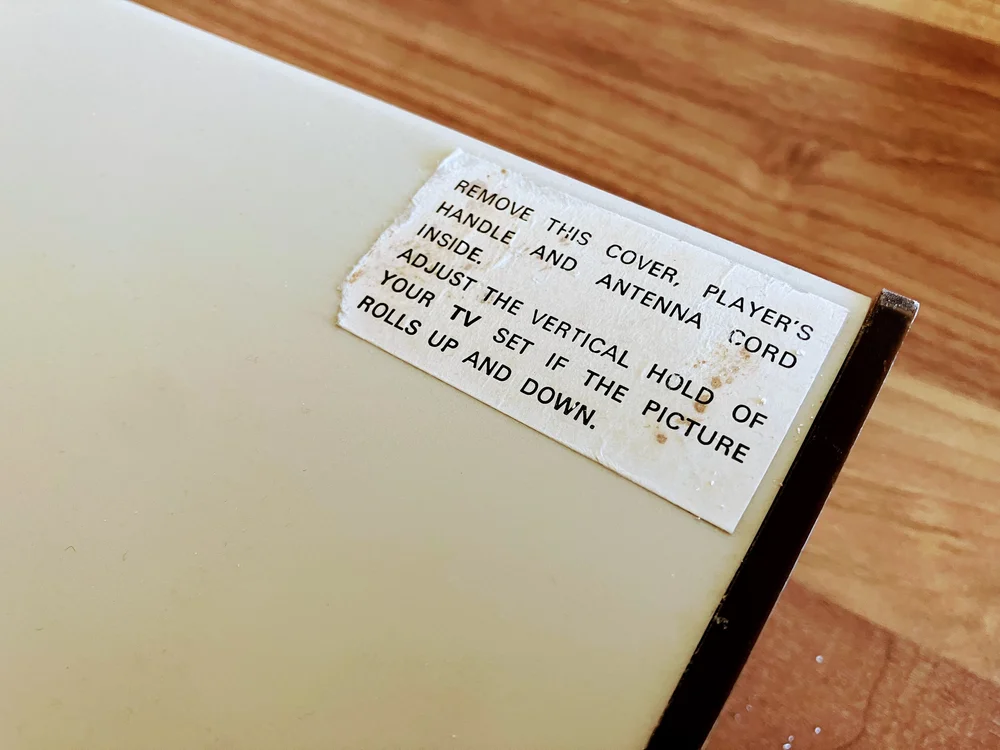 REMOVE THIS COVER, PLAYER'S
HANDLE AND ANTENNA CORD
INSIDE.
ADJUST THE VERTICAL HOLD OF
YOUR TV SET IF THE PICTURE
ROLLS UP AND DOWN.